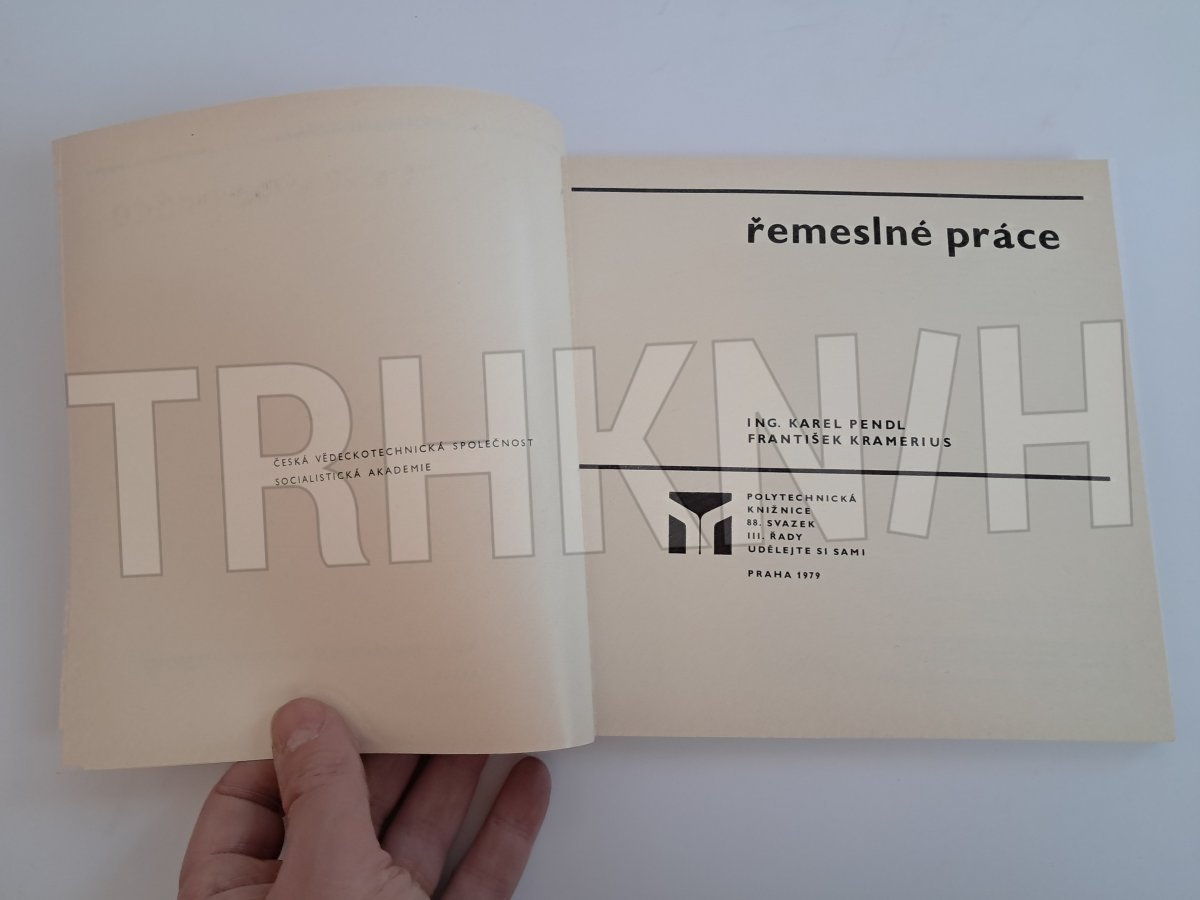 ČESKÁ VĚDECKOTECHNICKÁ SPOLEČNOST
SOCIALISTICKÁ AKADEMIE
řemeslné práce
ING. KAREL PENDL
FRANTIŠEK KRAMERIUS
POLYTECHNICKÁ
KNIŽNICE
88. SVAZEK
III. ŘADY
UDĚLEJTE SI SAMI
PRAHA 1979
TRHKN/H